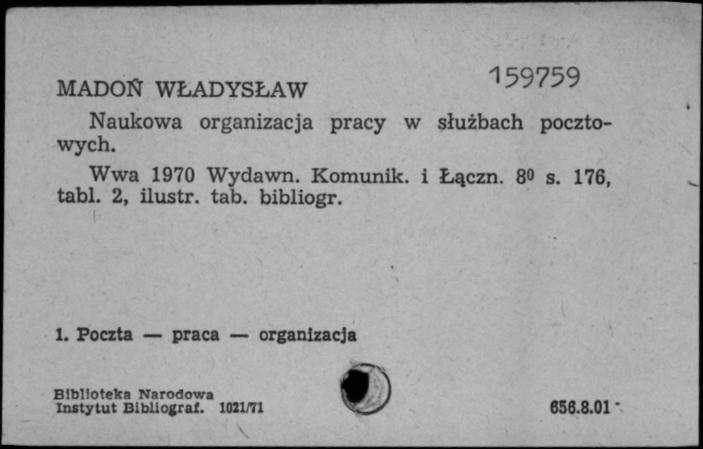 159759
MADOŃ WŁADYSŁAW
Naukowa organizacja pracy w służbach poczto-
wych.
Wwa 1970 Wydawn. Komunik. i Łączn. 8⁰ s. 176,
tabl. 2, ilustr. tab. bibliogr.
1. Poczta — praca — organizacja
Biblioteka Narodowa
Instytut Bibliograf. 1021/71
656.8.01